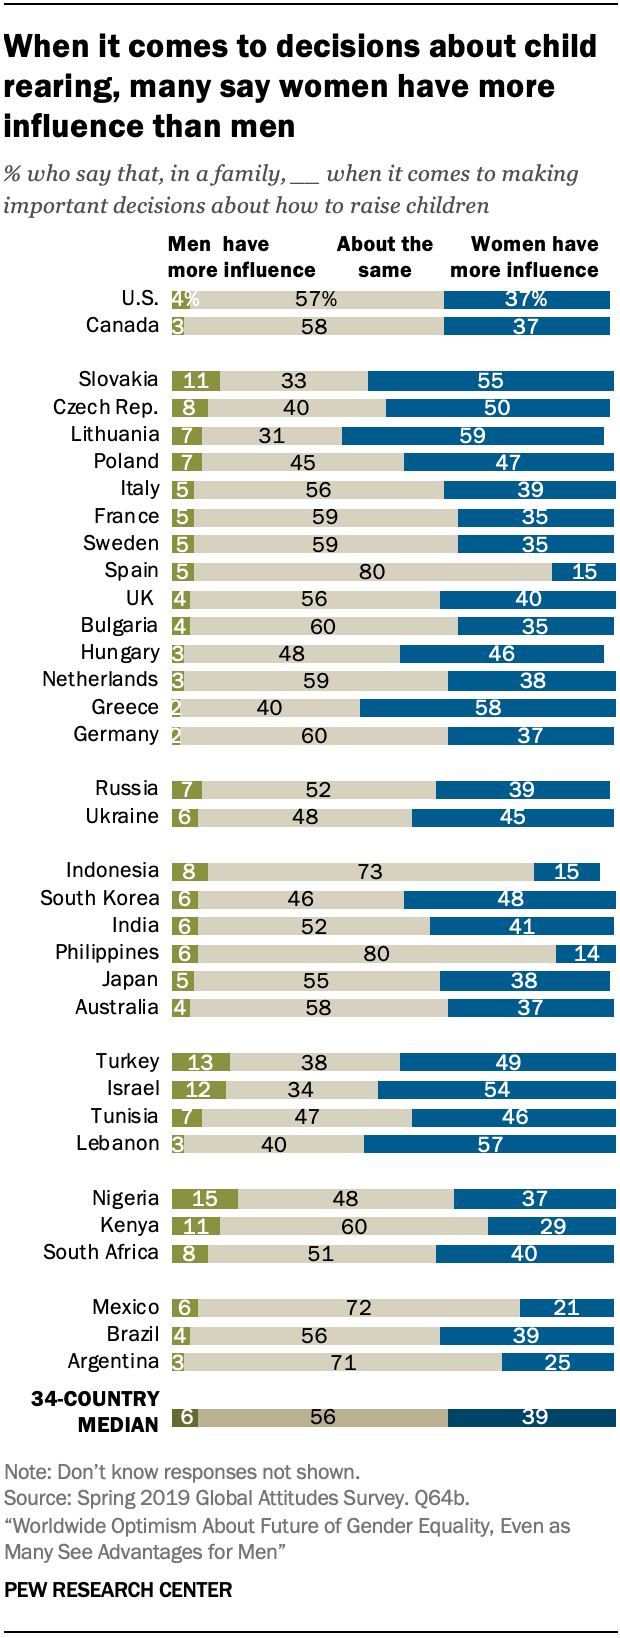 When it comes to decisions about child
rearing, many say women have more
influence than men
% who say that, in a family, __ when it comes to making
important decisions about how to raise children
Men have more influence About the same Women have more influence
U.S. 4% 57% 37%
Canada 3 58 37
Slovakia 11 33 55
Czech Rep. 8 40 50
Lithuania 7 31 59
Poland 7 45 47
Italy 5 56 39
France 5 59 35
Sweden 5 59 35
Spain 5 80 15
UK 4 56 40
Bulgaria 4 60 35
Hungary 3 48 46
Netherlands 3 59 38
Greece 2 40 58
Germany 2 60 37
Russia 7 52 39
Ukraine 6 48 45
Indonesia 8 73 15
South Korea 6 46 48
India 6 52 41
Philippines 6 80 14
Japan 5 55 38
Australia 4 58 37
Turkey 13 38 49
Israel 12 34 54
Tunisia 7 47 46
Lebanon 3 40 57
Nigeria 15 48 37
Kenya 11 60 29
South Africa 8 51 40
Mexico 6 72 21
Brazil 4 56 39
Argentina 3 71 25
34-COUNTRY
MEDIAN 6 56 39
Note: Don’t know responses not shown.
Source: Spring 2019 Global Attitudes Survey. Q64b.
“Worldwide Optimism About Future of Gender Equality, Even as
Many See Advantages for Men”
PEW RESEARCH CENTER